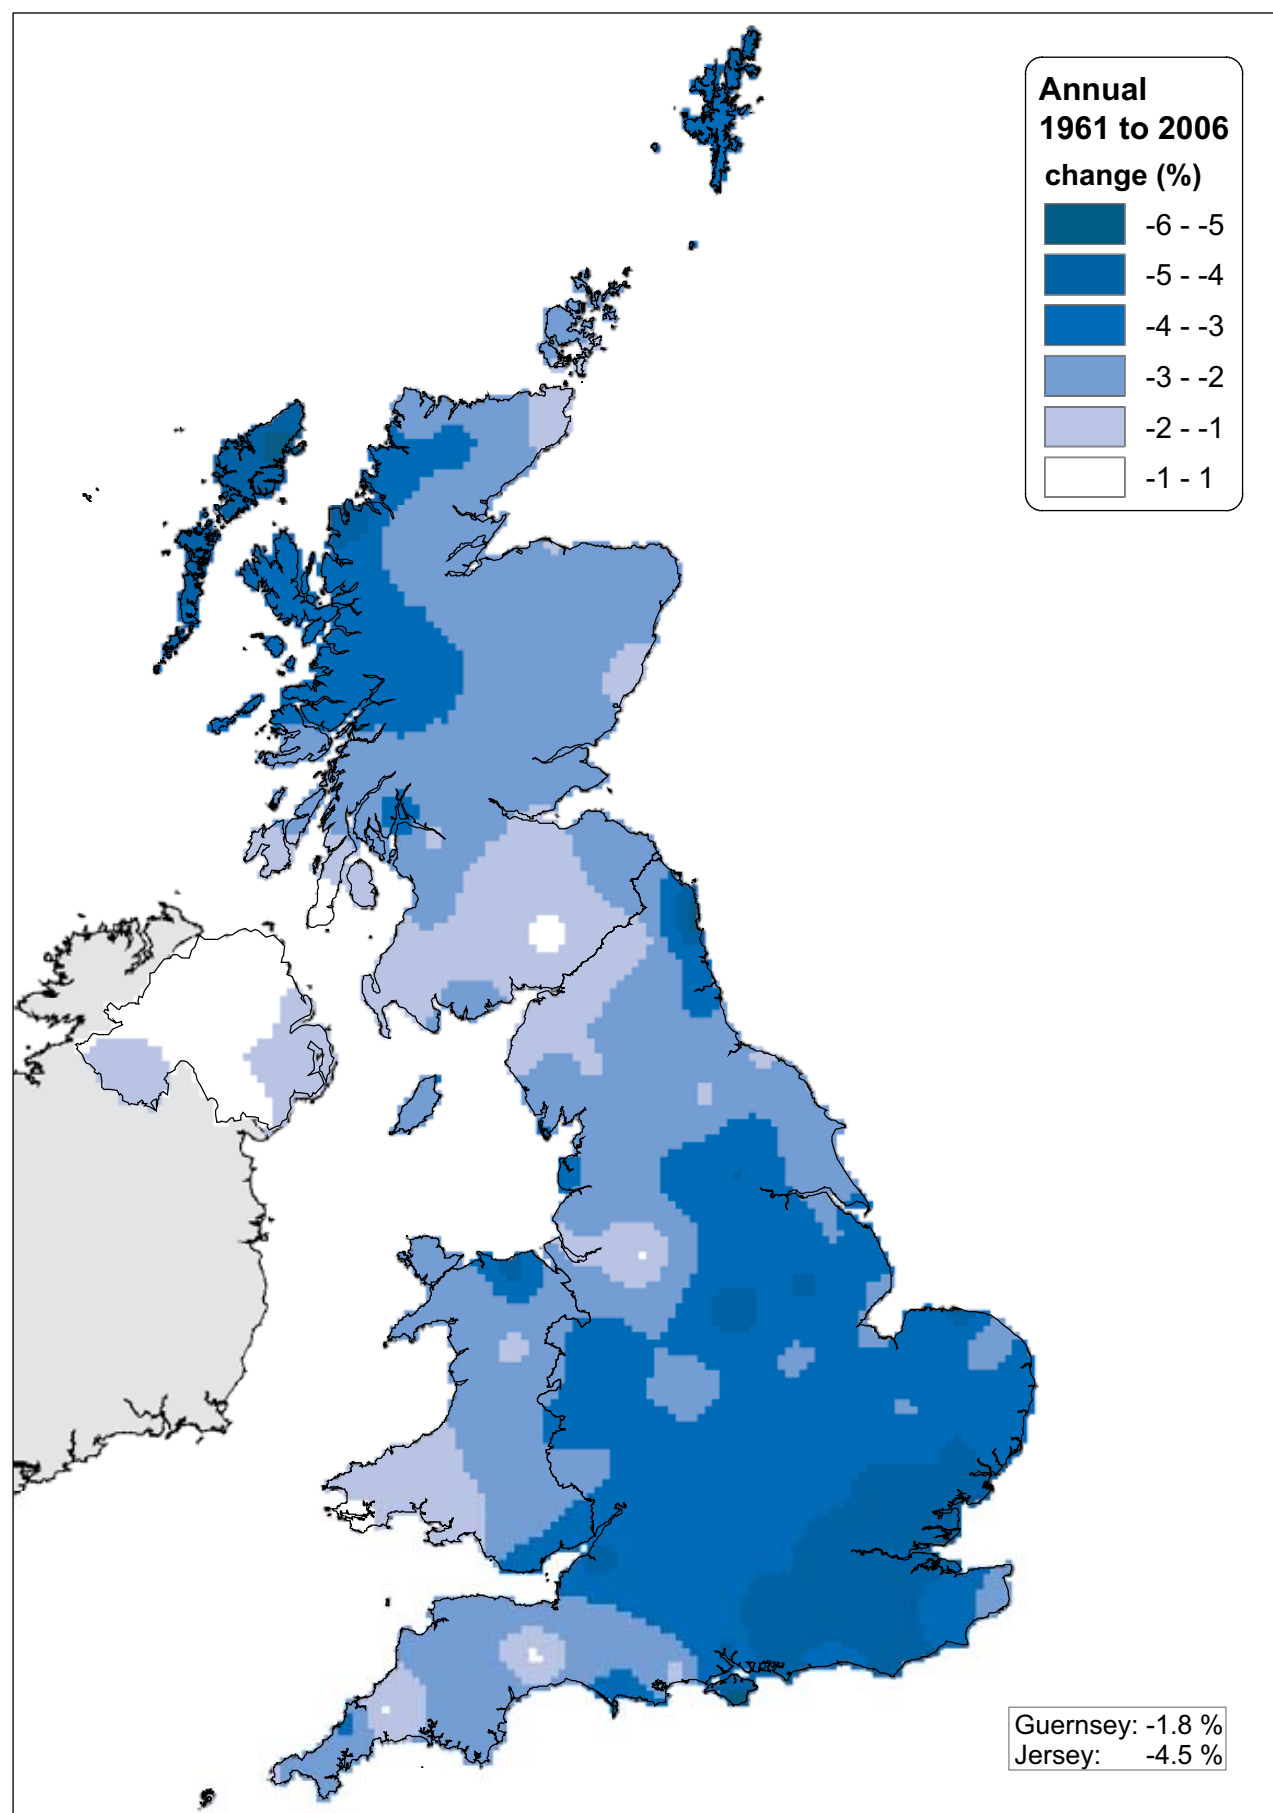 Annual
1961 to 2006
change (%)
-6 - -5
-5 - -4
-4 - -3
-3 - -2
-2 - -1
-1 - 1
Guernsey: -1.8 %
Jersey: -4.5 %